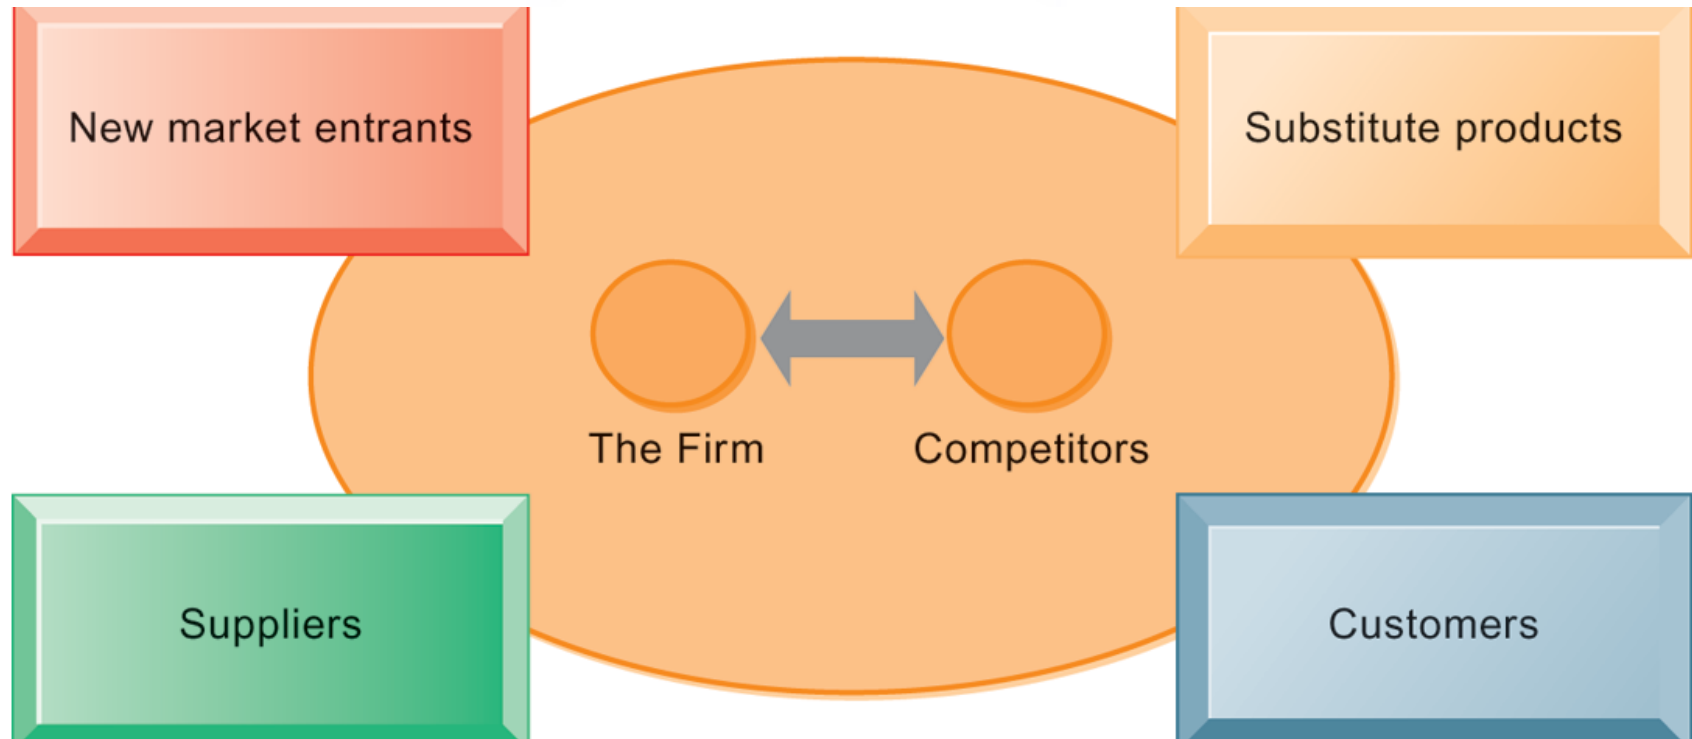 New market entrants
Substitute products
The Firm
Competitors
Suppliers
Customers